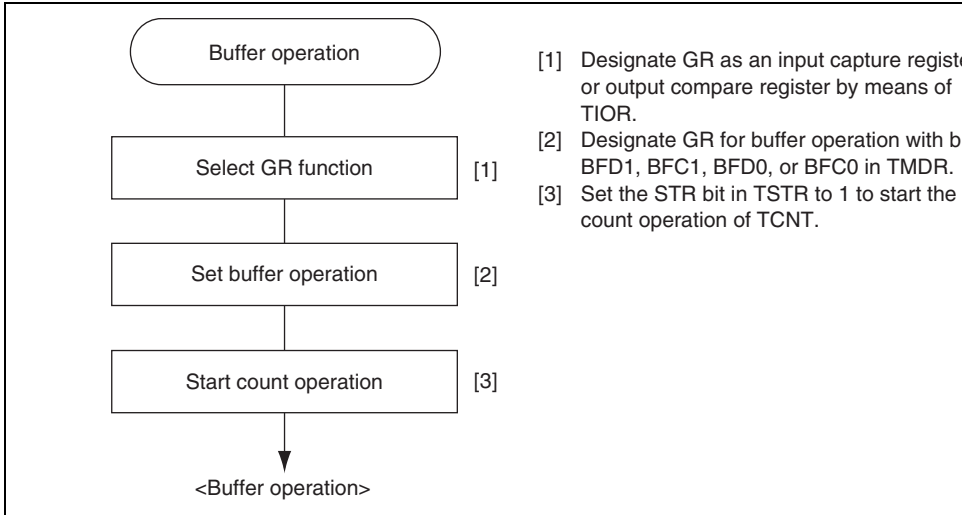 Buffer operation
Select GR function
[1]
Set buffer operation
[2]
Start count operation
[3]
<Buffer operation>
[1] Designate GR as an input capture
or output compare register by means of
TIOR.
[2] Designate GR for buffer operation with
BFD1, BFC1, BFD0, or BFC0 in TMDR.
[3] Set the STR bit in TSTR to 1 to start the
count operation of TCNT.